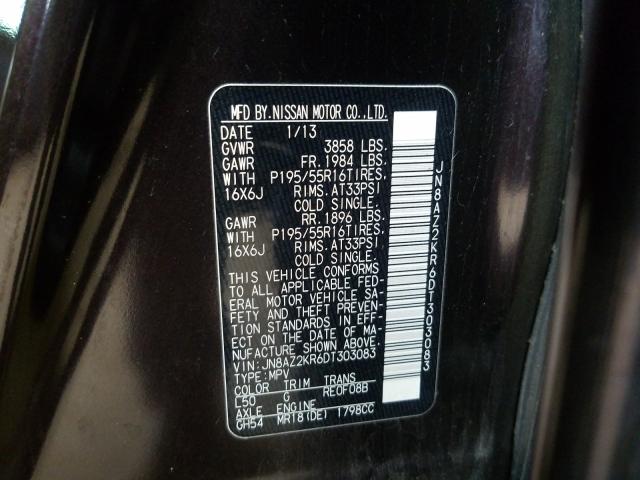 MFD BY.NISSAN MOTOR CO.,LTD.
DATE 1/13
GVWR 3858 LBS.
GAWR FR. 1984 LBS.
WITH P195/55R16TIRES.
16X6J RIMS. AT33PSI
COLD SINGLE.
GAWR RR. 1896 LBS.
WITH P195/55R16TIRES.
16X6J RIMS. AT33PSI
COLD SINGLE.
THIS VEHICLE CONFORMS
TO ALL APPLICABLE FED-
ERAL MOTOR VEHICLE SA-
FETY AND THEFT PREVEN-
TION STANDARDS IN EFF-
ECT ON THE DATE OF MA-
NUFACTURE SHOWN ABOVE.
VIN:JN8AZ2KR6DT303083
TYPE:MPV
COLOR TRIM TRANS
L50 G RE0F08B
AXLE ENGINE
GH54 MR18(DE) 1798CC
JN8AZ2KR6DT303083